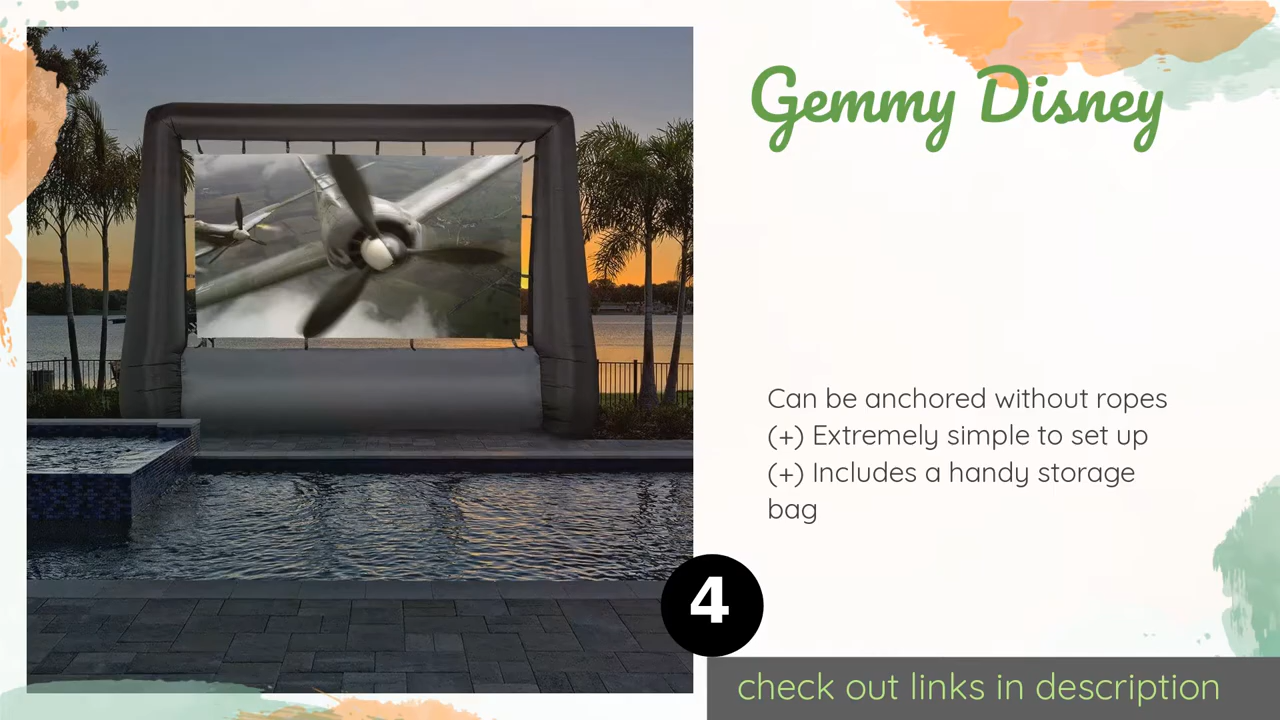 Gemmy Disney
Can be anchored without ropes
(+) Extremely simple to set up
(+) Includes a handy storage
bag
4
check out links in description